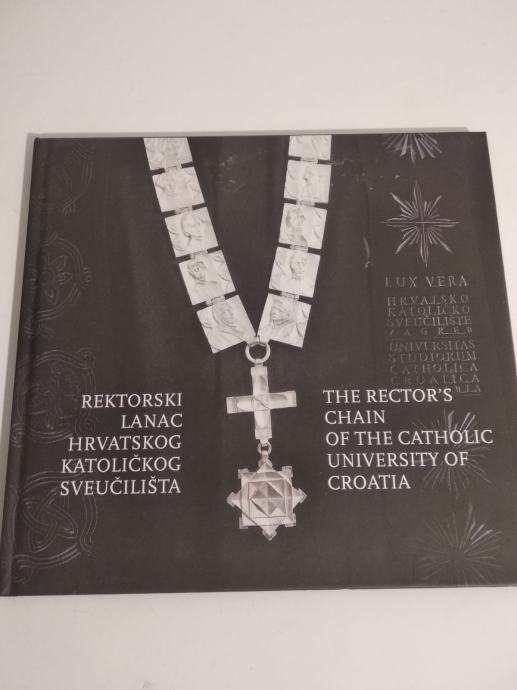 LUX VERA
HRVATSKO
KATOLIČKO
SVEUČILIŠTE
ZAGREB
UNIVERSITAS
STUDIORUM
CATHOLICA
CROATICA
REKTORSKI
LANAC
HRVATSKOG
KATOLIČKOG
SVEUČILIŠTA
THE RECTOR'S
CHAIN
OF THE CATHOLIC
UNIVERSITY OF
CROATIA